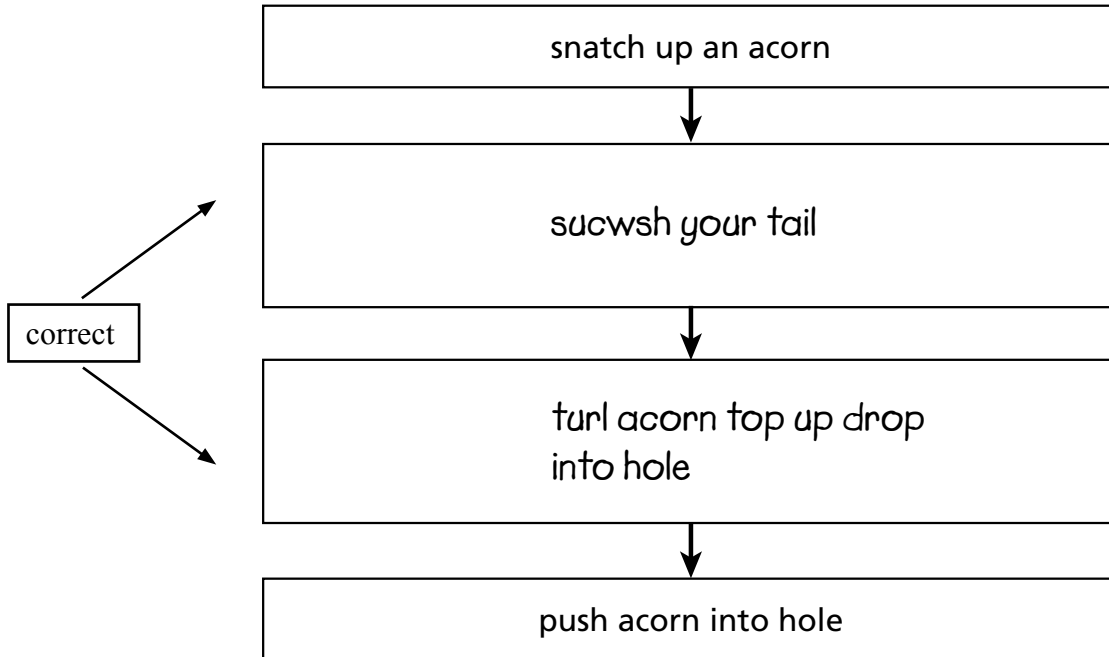 snatch up an acorn
sucwsh your tail
correct
turl acorn top up drop
into hole
push acorn into hole